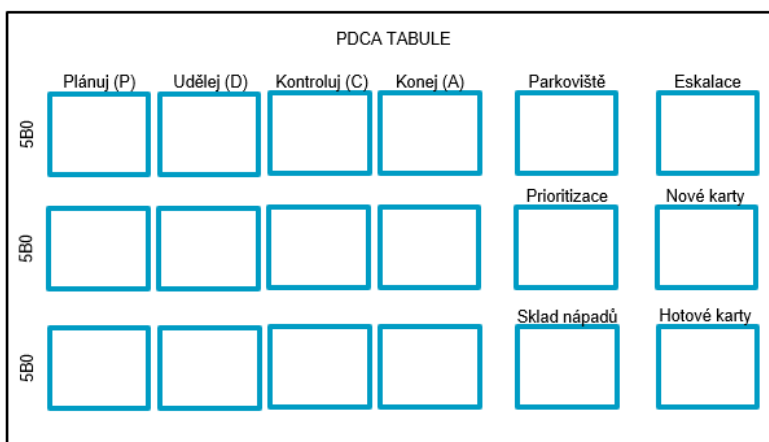 PDCA TABULE
Plánuj (P) Udělej (D) Kontroluj (C) Konej (A) Parkoviště Eskalace
5B0
Prioritizace Nové karty
5B0
Sklad nápadů Hotové karty
5B0